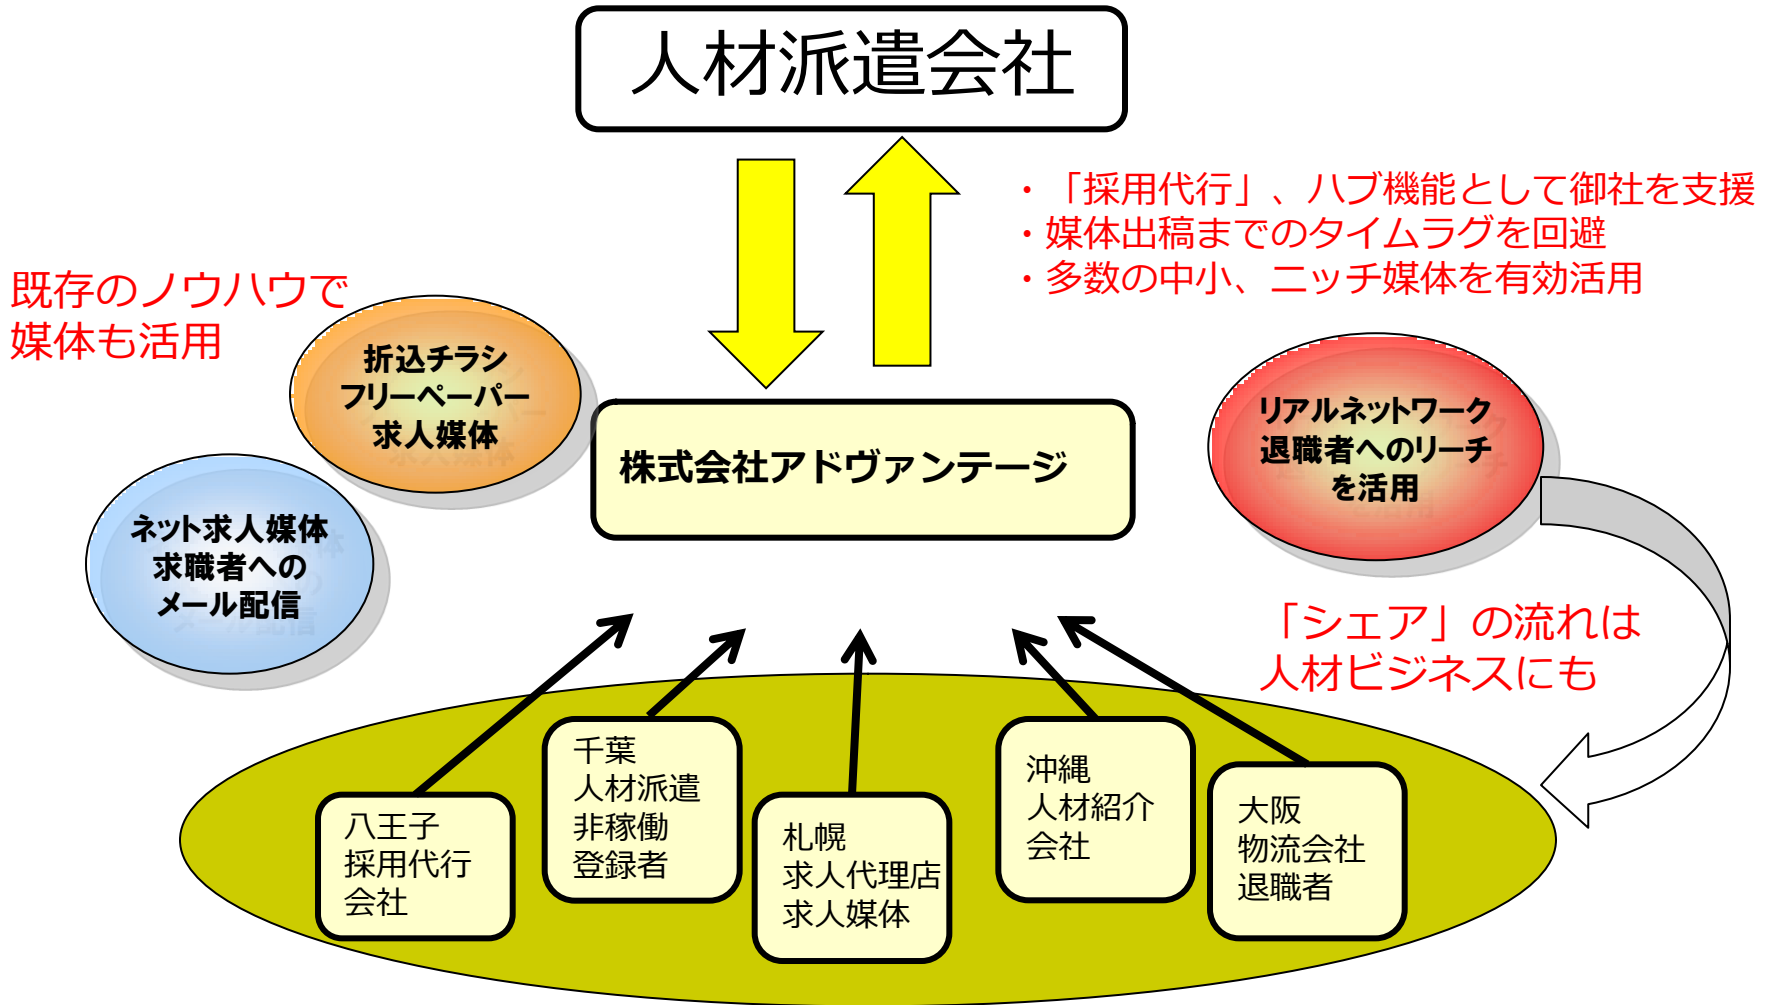 人材派遣会社
・「採用代行」、ハブ機能として御社を支援
・媒体出稿までのタイムラグを回避
・多数の中小、ニッチ媒体を有効活用
既存のノウハウで
媒体も活用
折込チラシ
フリーペーパー
求人媒体
ネット求人媒体
求職者への
メール配信
株式会社アドヴァンテージ
リアルネットワーク
退職者へのリーチ
を活用
「シェア」の流れは
人材ビジネスにも
八王子
採用代行
会社
千葉
人材派遣
非稼働
登録者
札幌
求人代理店
求人媒体
沖縄
人材紹介
会社
大阪
物流会社
退職者